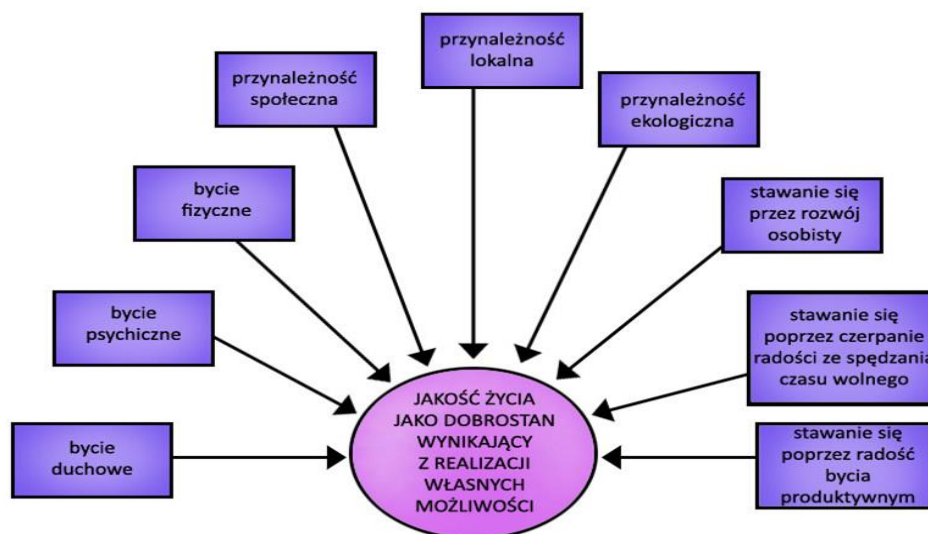 przynależność
lokalna
przynależność
społeczna
przynależność
ekologiczna
bycie
fizyczne
stawanie się
przez rozwój
osobisty
bycie
psychiczne
stawanie się
poprzez czerpanie
radości ze spędzania
czasu wolnego
bycie
duchowe
JAKOŚĆ ŻYCIA
JAKO DOBROSTAN
WYNIKAJĄCY
Z REALIZACJI
WŁASNYCH
MOŻLIWOŚCI
stawanie się
poprzez radość
bycia
produktywnym